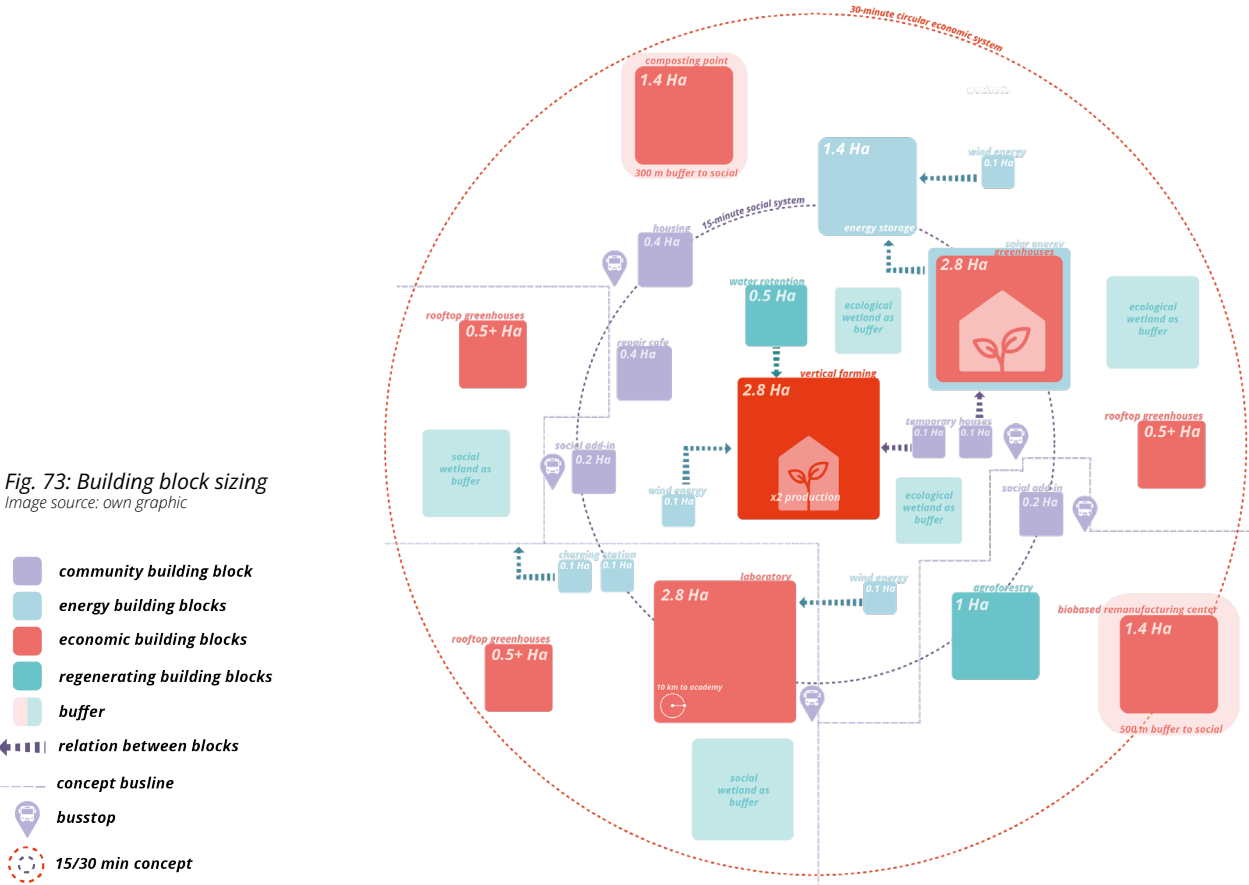 30-minute circular economic system
composting point
1.4 Ha
300 m buffer to social
wetlands
1.4 Ha
energy storage
wind energy
0.1 Ha
15-minute social system
housing
0.4 Ha
solar energy
greenhouses
2.8 Ha
water retention
0.5 Ha
ecological
wetland as
buffer
ecological
wetland as
buffer
rooftop greenhouses
0.5+ Ha
repair cafe
0.4 Ha
vertical farming
2.8 Ha
x2 production
temporary houses
0.1 Ha
0.1 Ha
rooftop greenhouses
0.5+ Ha
social
wetland as
buffer
social add-in
0.2 Ha
wind energy
0.1 Ha
ecological
wetland as
buffer
social add-in
0.2 Ha
Fig. 73: Building block sizing
Image source: own graphic
charging station
0.1 Ha
0.1 Ha
laboratory
2.8 Ha
10 km to academy
wind energy
0.1 Ha
agroforestry
1 Ha
biobased remanufacturing center
1.4 Ha
500 m buffer to social
rooftop greenhouses
0.5+ Ha
social
wetland as
buffer
community building block
energy building blocks
economic building blocks
regenerating building blocks
buffer
relation between blocks
concept busline
busstop
15/30 min concept